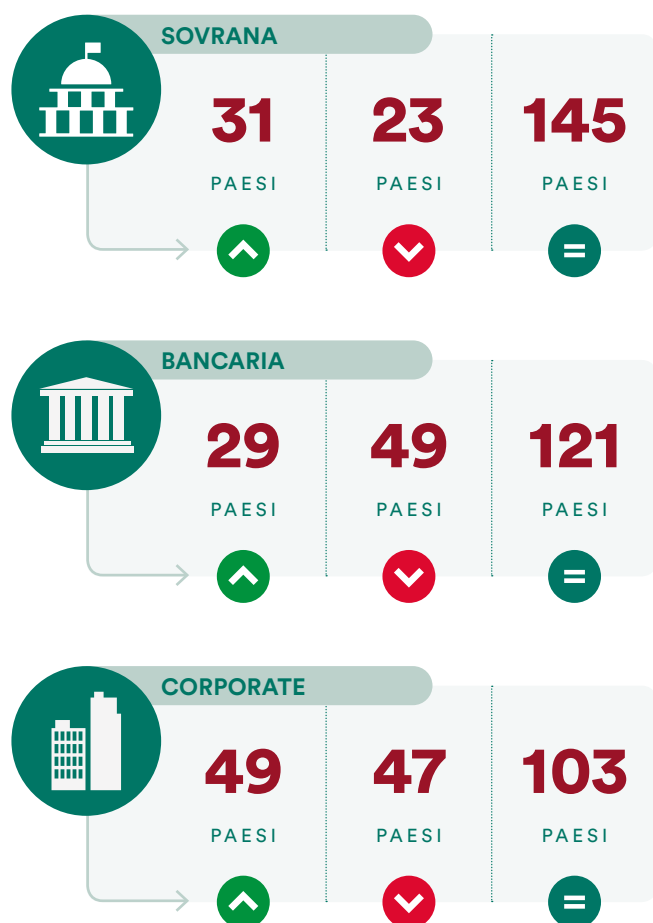 SOVRANA
31 23 145
PAESI PAESI PAESI
=
BANCARIA
29 49 121
PAESI PAESI PAESI
=
CORPORATE
49 47 103
PAESI PAESI PAESI
=